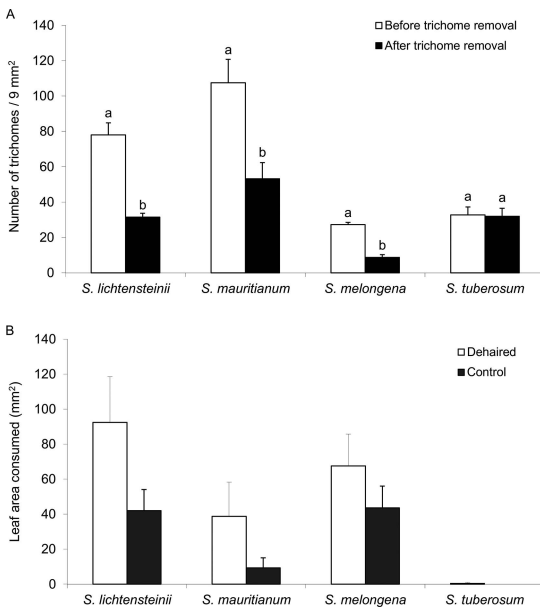 A
Number of trichomes / 9 mm²
140
120
100
80
60
40
20
0
Before trichome removal
After trichome removal
a
b
a
b
a
b
a
a
S. lichtensteinii
S. mauritianum
S. melongena
S. tuberosum
B
Leaf area consumed (mm²)
140
120
100
80
60
40
20
0
Dehaired
Control
S. lichtensteinii
S. mauritianum
S. melongena
S. tuberosum